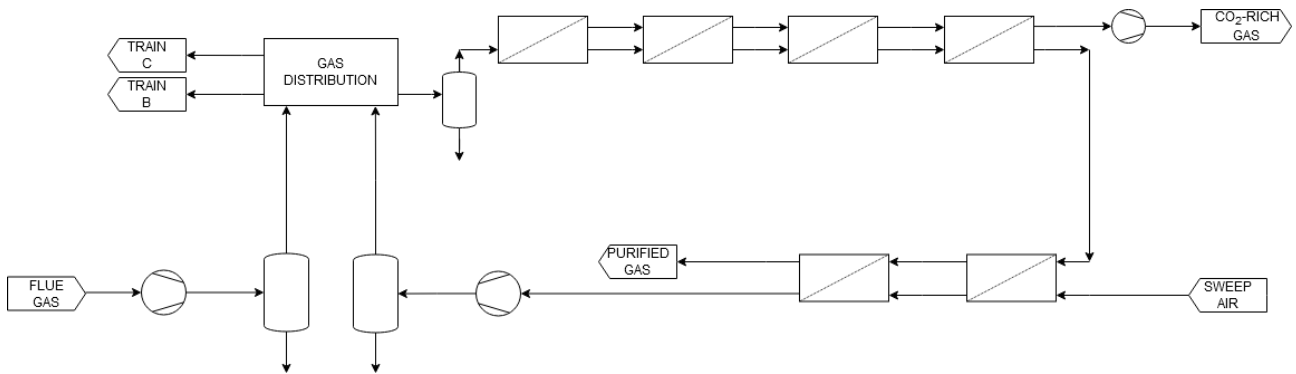 TRAIN
C
TRAIN
B
GAS
DISTRIBUTION
CO2-RICH
GAS
PURIFIED
GAS
FLUE
GAS
SWEEP
AIR